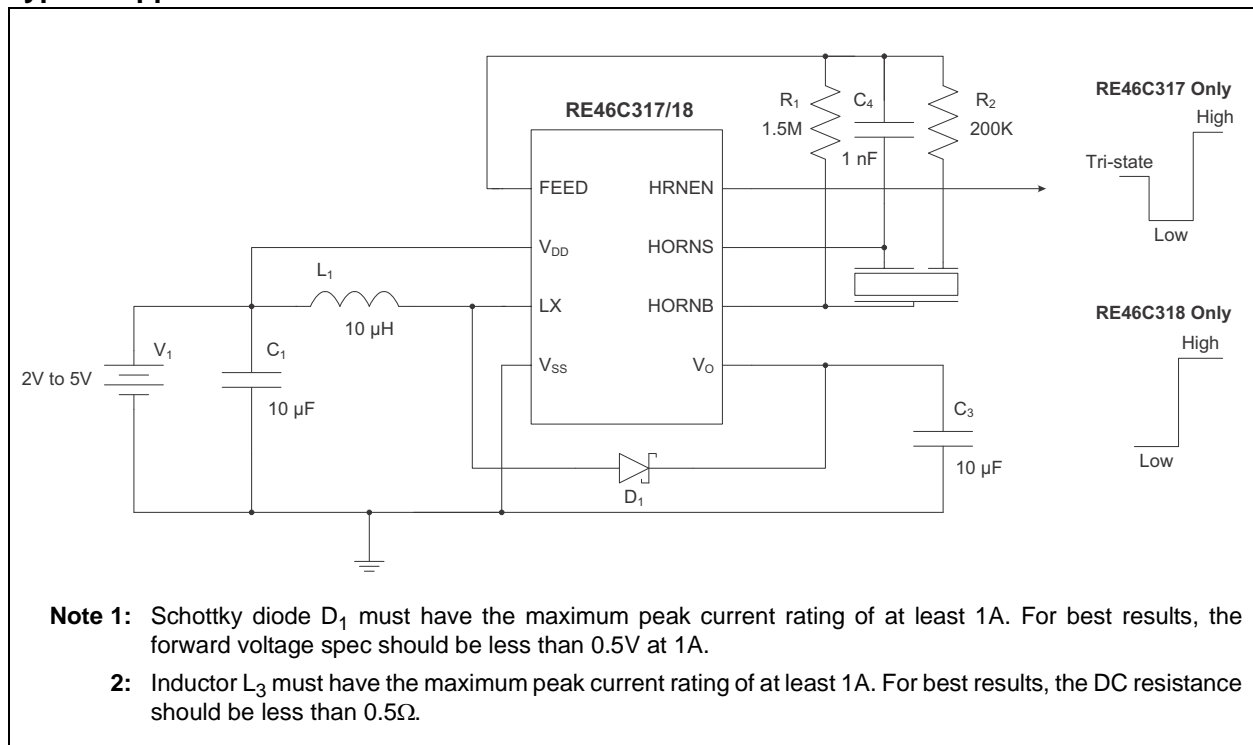 RE46C317/18
R1
1.5M
C4
1 nF
R2
200K
RE46C317 Only
High
Tri-state
Low
FEED
HRNEN
VDD
HORNS
L1
10 µH
LX
HORNB
RE46C318 Only
High
Low
V1
2V to 5V
C1
10 µF
VSS
VO
C3
10 µF
D1
Note 1: Schottky diode D1 must have the maximum peak current rating of at least 1A. For best results, the
forward voltage spec should be less than 0.5V at 1A.
2: Inductor L3 must have the maximum peak current rating of at least 1A. For best results, the DC resistance
should be less than 0.5Ω.